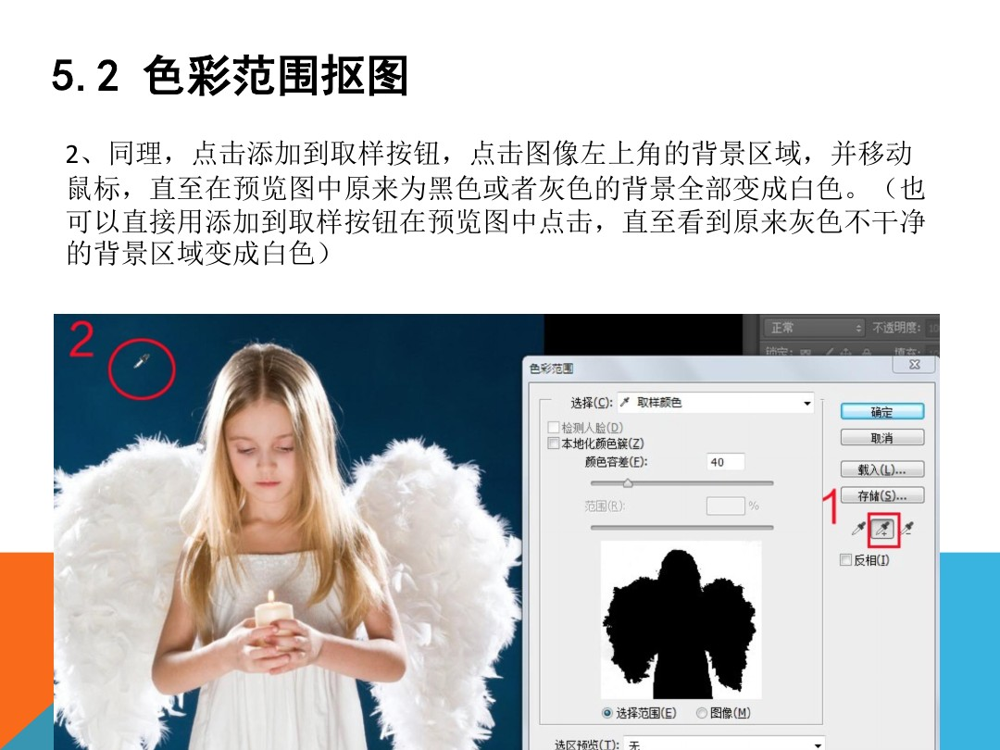 5.2 色彩范围抠图
2、同理，点击添加到取样按钮，点击图像左上角的背景区域，并移动
鼠标，直至在预览图中原来为黑色或者灰色的背景全部变成白色。（也
可以直接用添加到取样按钮在预览图中点击，直至看到原来灰色不干净
的背景区域变成白色）
2
正常
不透明度:
锁定:
填充:
色彩范围
选择(C): 取样颜色
检测人脸(D)
本地化颜色簇(Z)
颜色容差(F): 40
范围(R): %
确定
取消
载入(L)...
存储(S)...
1
反相(I)
选择范围(E) 图像(M)
选区预览(T): 无